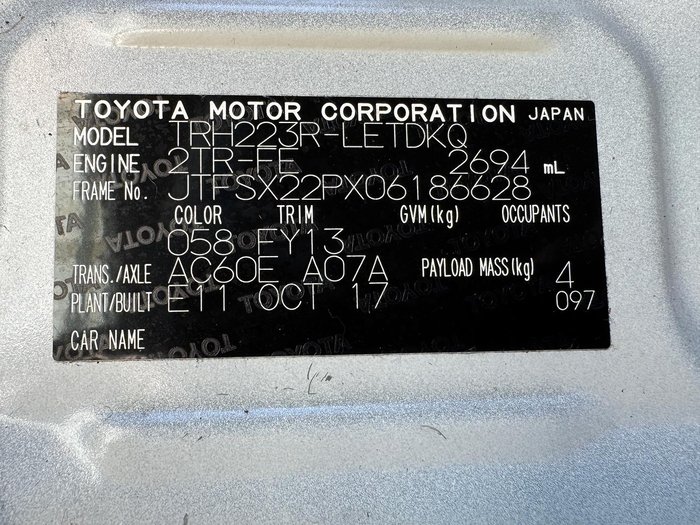 TOYOTA MOTOR CORPORATION JAPAN
MODEL TRH223R-LETDKQ
ENGINE 2TR-FE 2694 mL
FRAME No. JTFSX22PX06186628
COLOR TRIM GVM(kg) OCCUPANTS
058 FY13
TRANS./AXLE AC60E A07A PAYLOAD MASS(kg) 4
PLANT/BUILT E11 OCT 17 097
CAR NAME